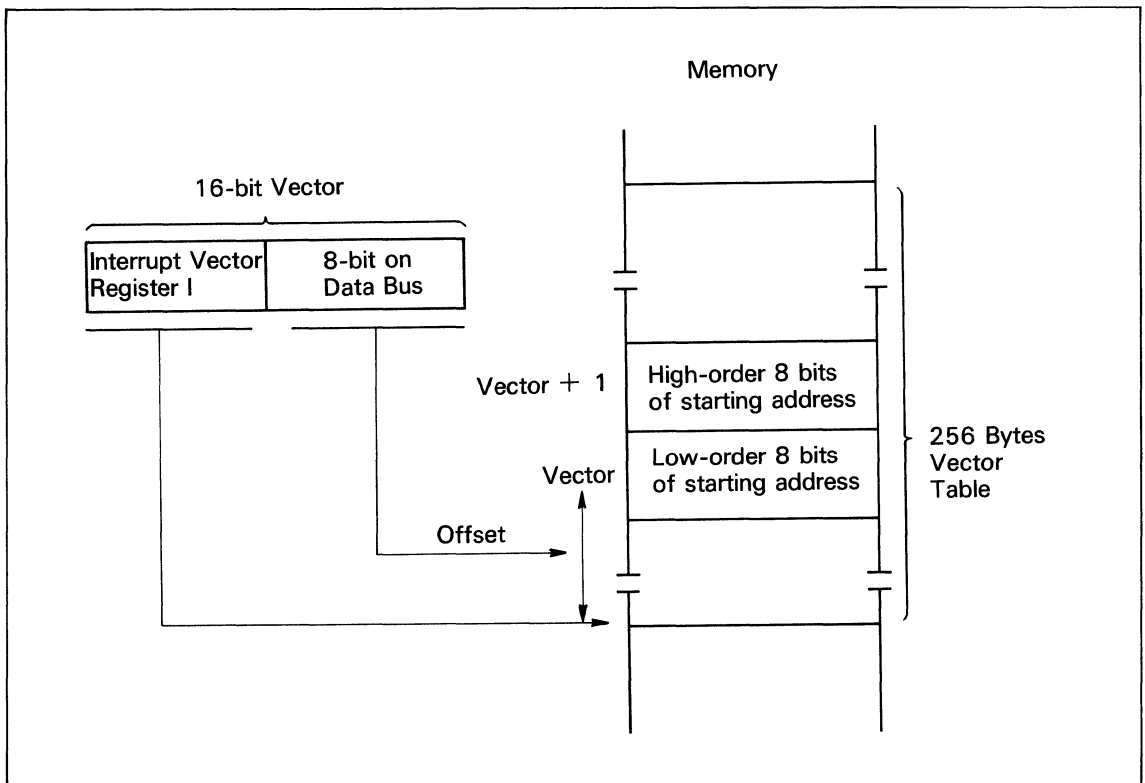 Memory
16-bit Vector
Interrupt Vector
Register I
8-bit on
Data Bus
Vector + 1
High-order 8 bits
of starting address
Vector
Low-order 8 bits
of starting address
256 Bytes
Vector
Table
Offset